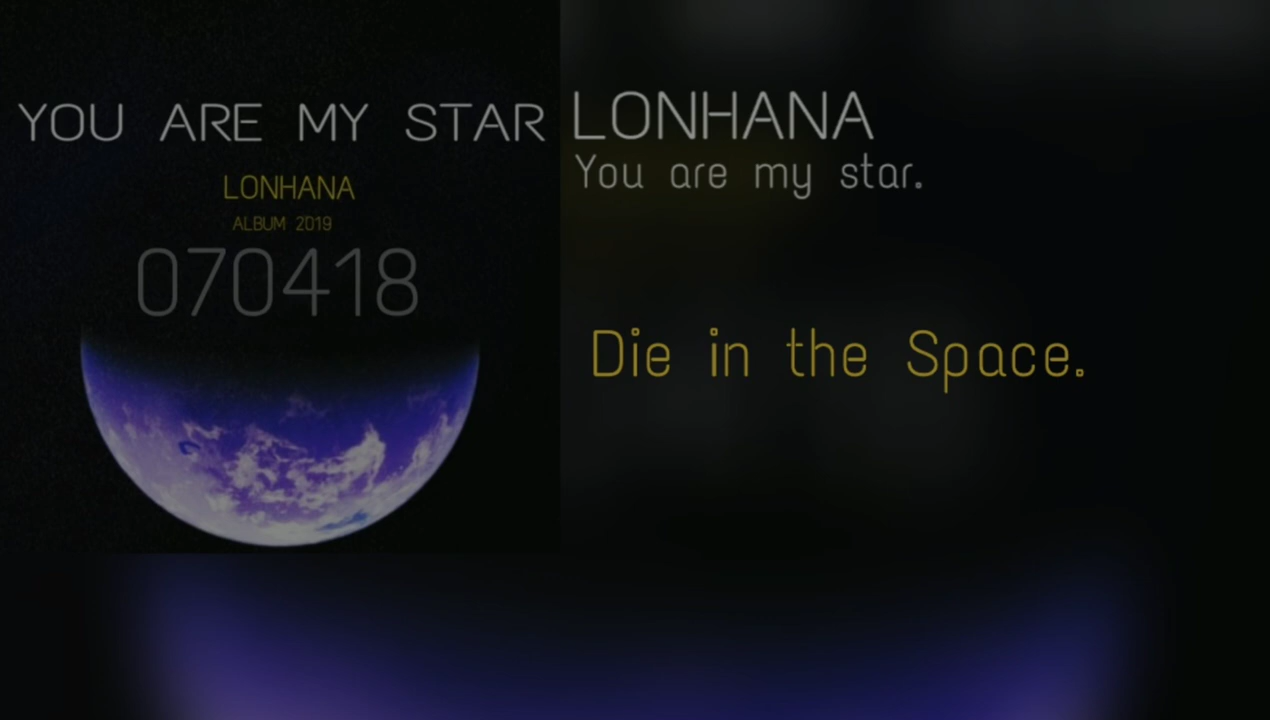 YOU ARE MY STAR
LONHANA
ALBUM 2019
070418
LONHANA
You are my star.
Die in the Space.